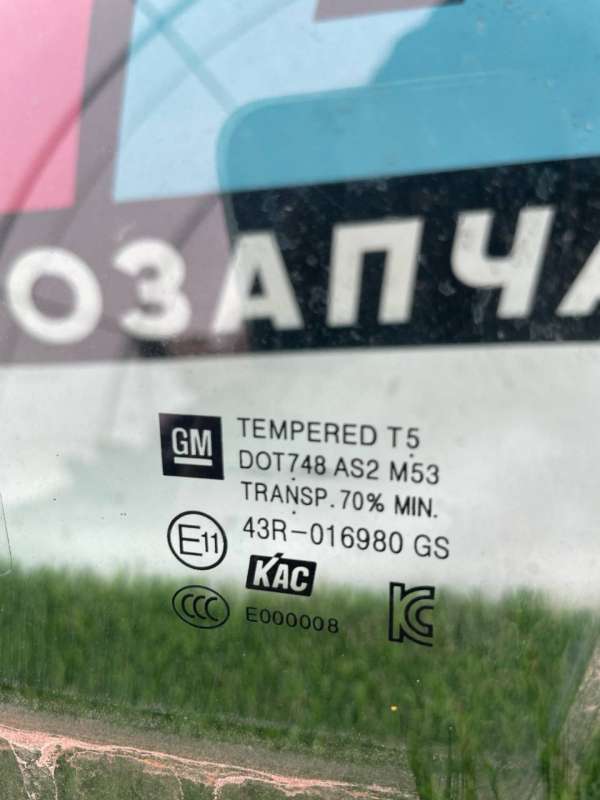 ОЗАПЧА
GM TEMPERED T5
DOT748 AS2 M53
TRANSP.70% MIN.
E11 43R-016980 GS
KAC
CCC E000008 KC